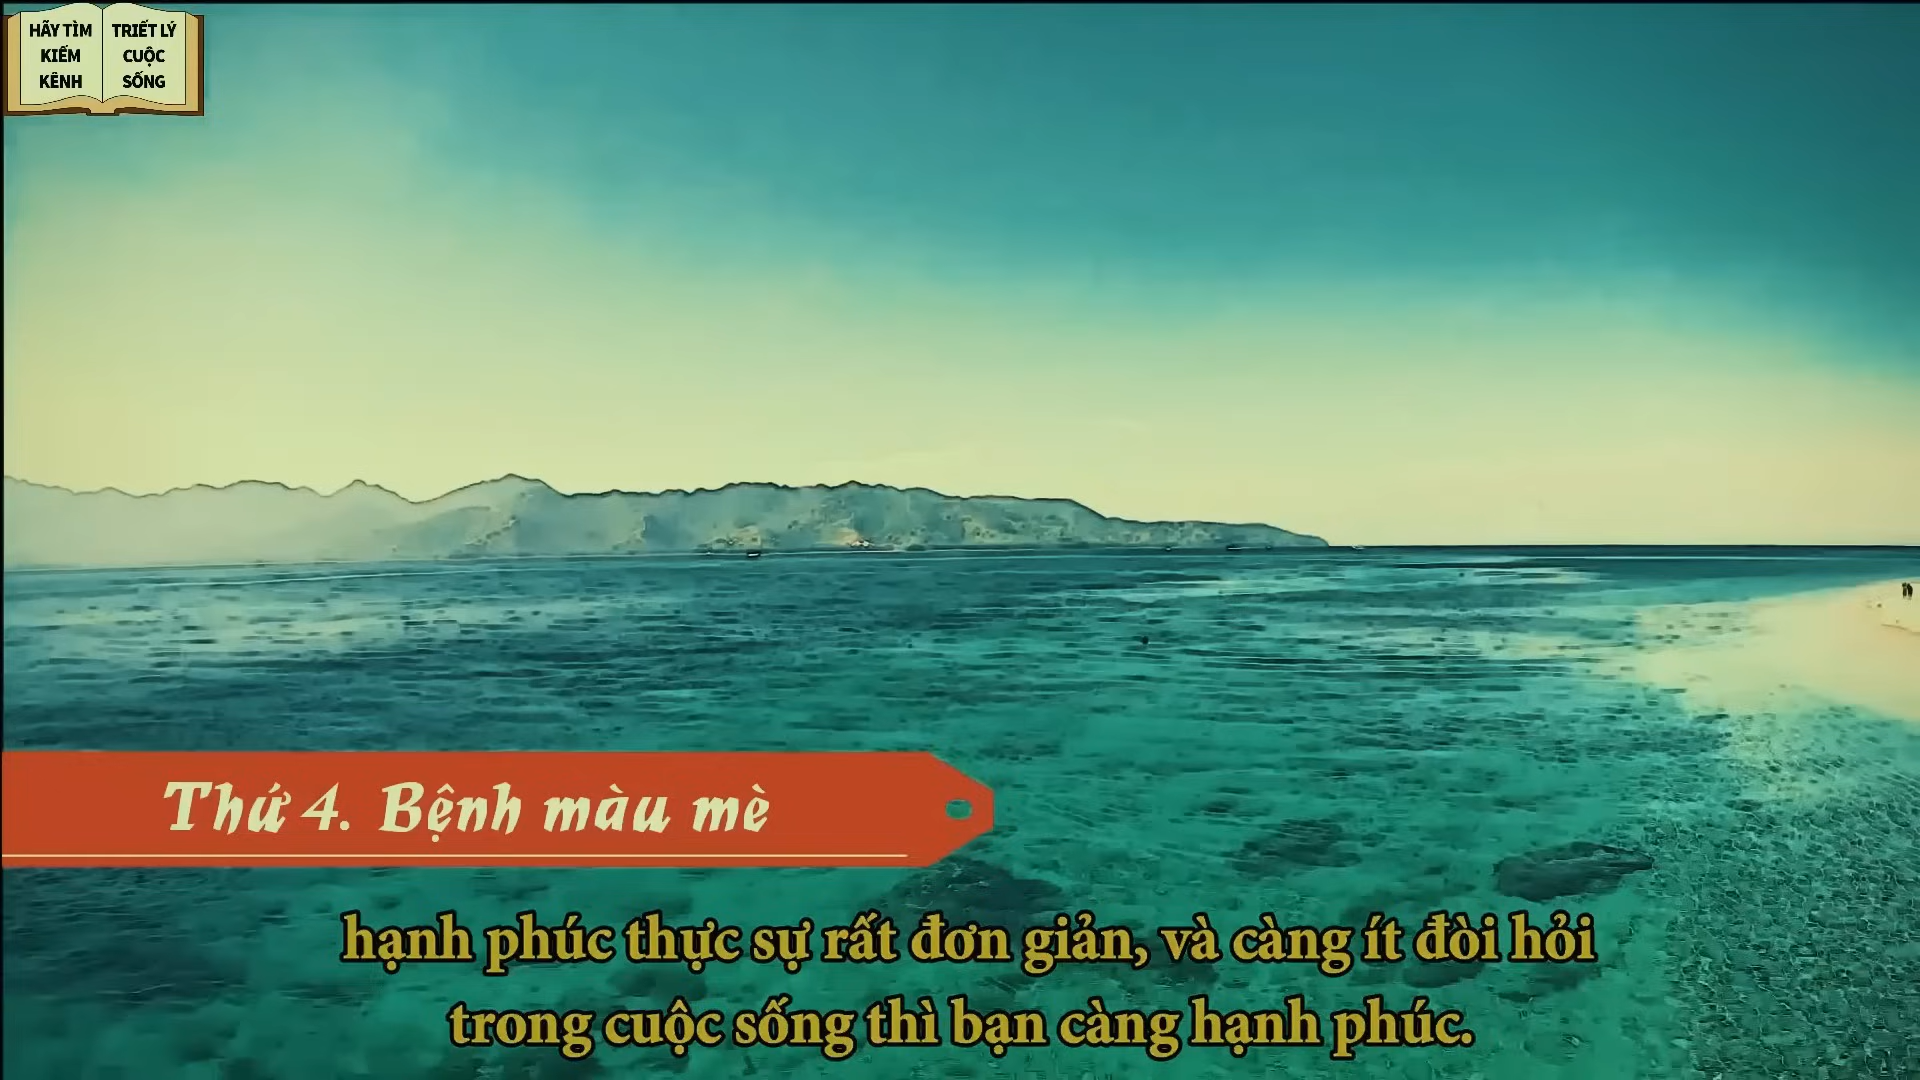 HÃY TÌM
KIẾM
KÊNH
TRIẾT LÝ
CUỘC
SỐNG
Thứ 4. Bệnh màu mè
hạnh phúc thực sự rất đơn giản, và càng ít đòi hỏi
trong cuộc sống thì bạn càng hạnh phúc.